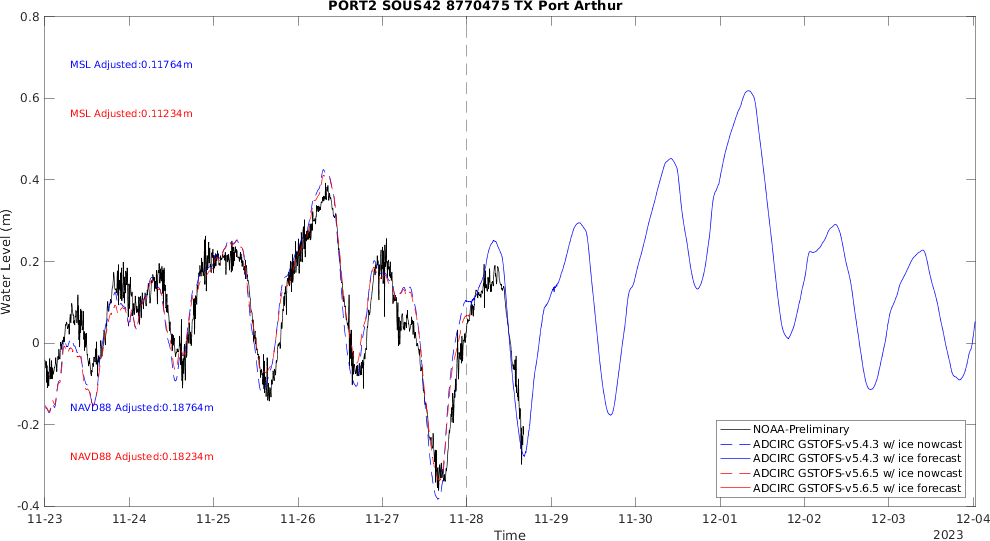 PORT2 SOUS42 8770475 TX Port Arthur
0.8
0.6
0.4
0.2
0
-0.2
-0.4
Water Level (m)
MSL Adjusted:0.11764m
MSL Adjusted:0.11234m
NAVD88 Adjusted:0.18764m
NAVD88 Adjusted:0.18234m
NOAA-Preliminary
ADCIRC GSTOFS-v5.4.3 w/ ice nowcast
ADCIRC GSTOFS-v5.4.3 w/ ice forecast
ADCIRC GSTOFS-v5.6.5 w/ ice nowcast
ADCIRC GSTOFS-v5.6.5 w/ ice forecast
11-23 11-24 11-25 11-26 11-27 11-28 11-29 11-30 12-01 12-02 12-03 12-04
Time
2023